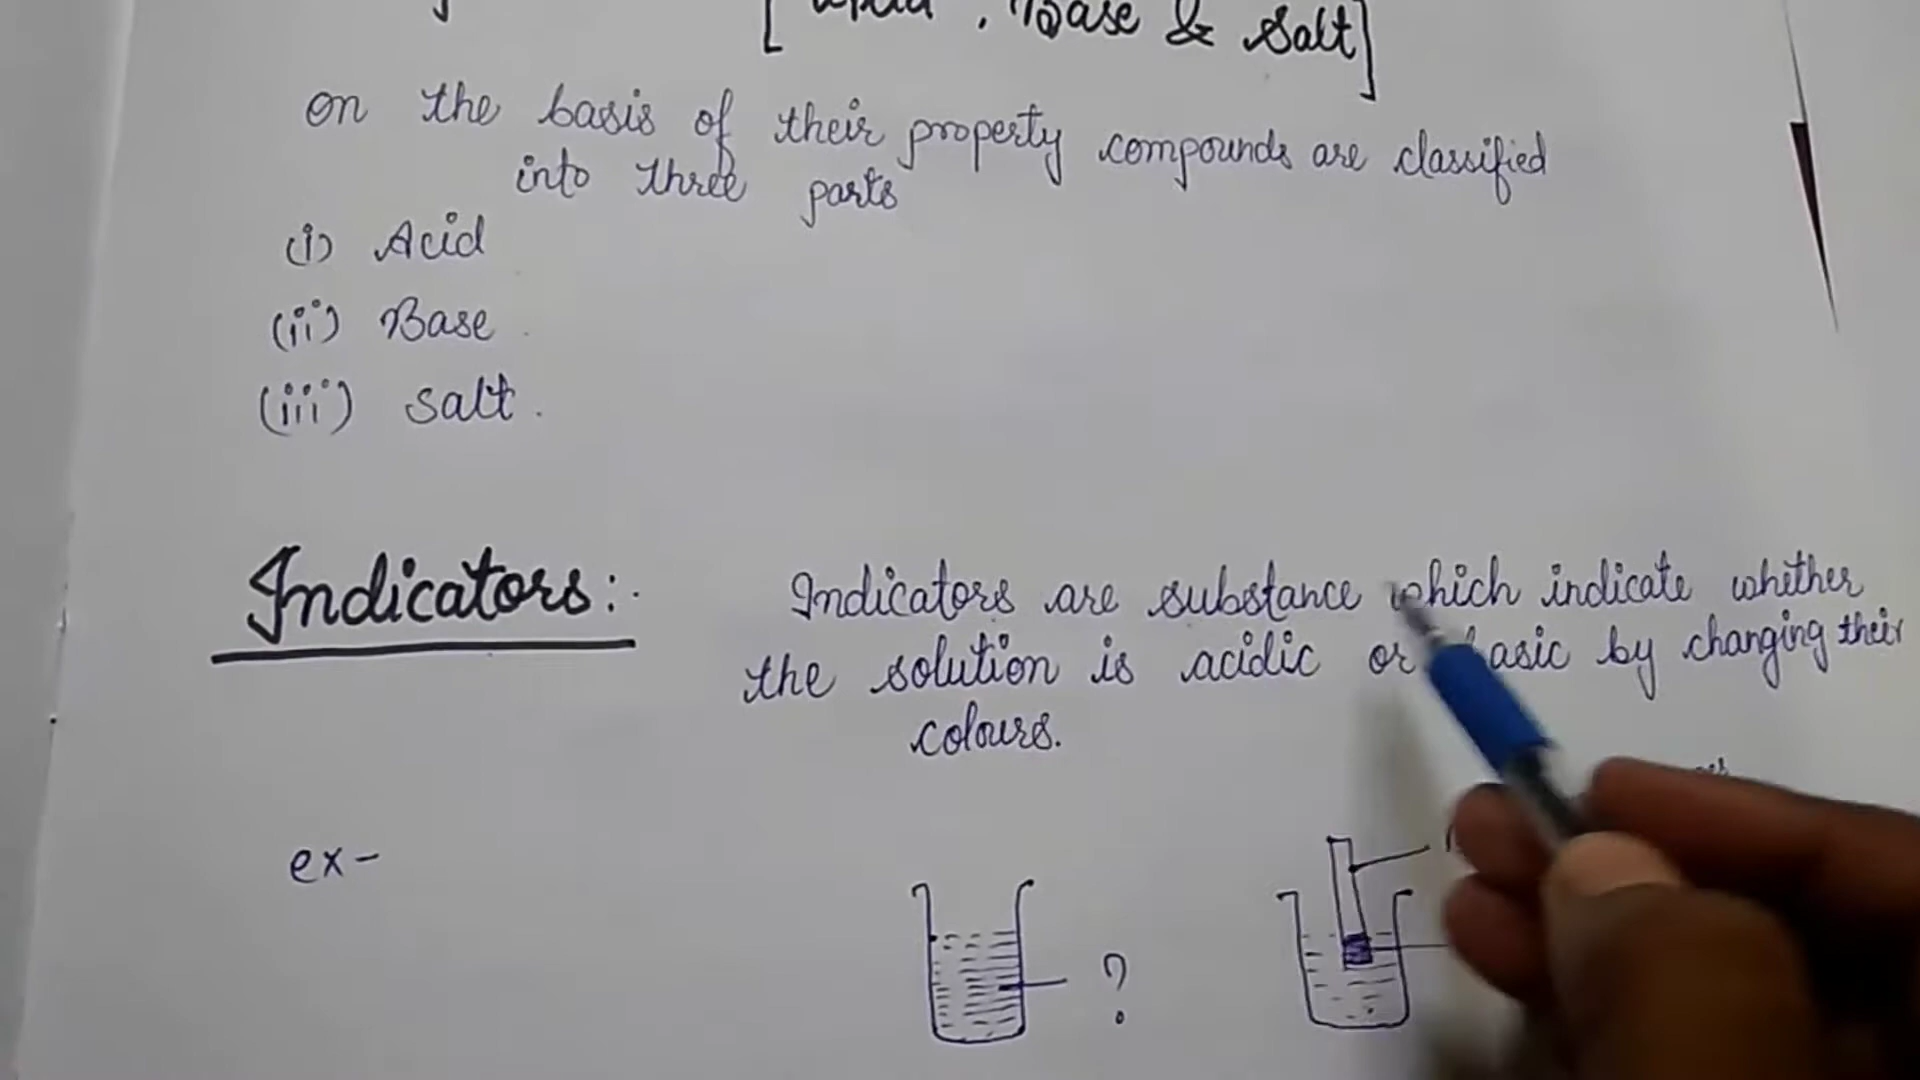 Base & Salt]
on the basis of their property compounds are classified
into three parts
(i) Acid
(ii) Base
(iii) salt.
Indicators:-
Indicators are substance which indicate whether
the solution is acidic or basic by changing their
colours.
ex-
?